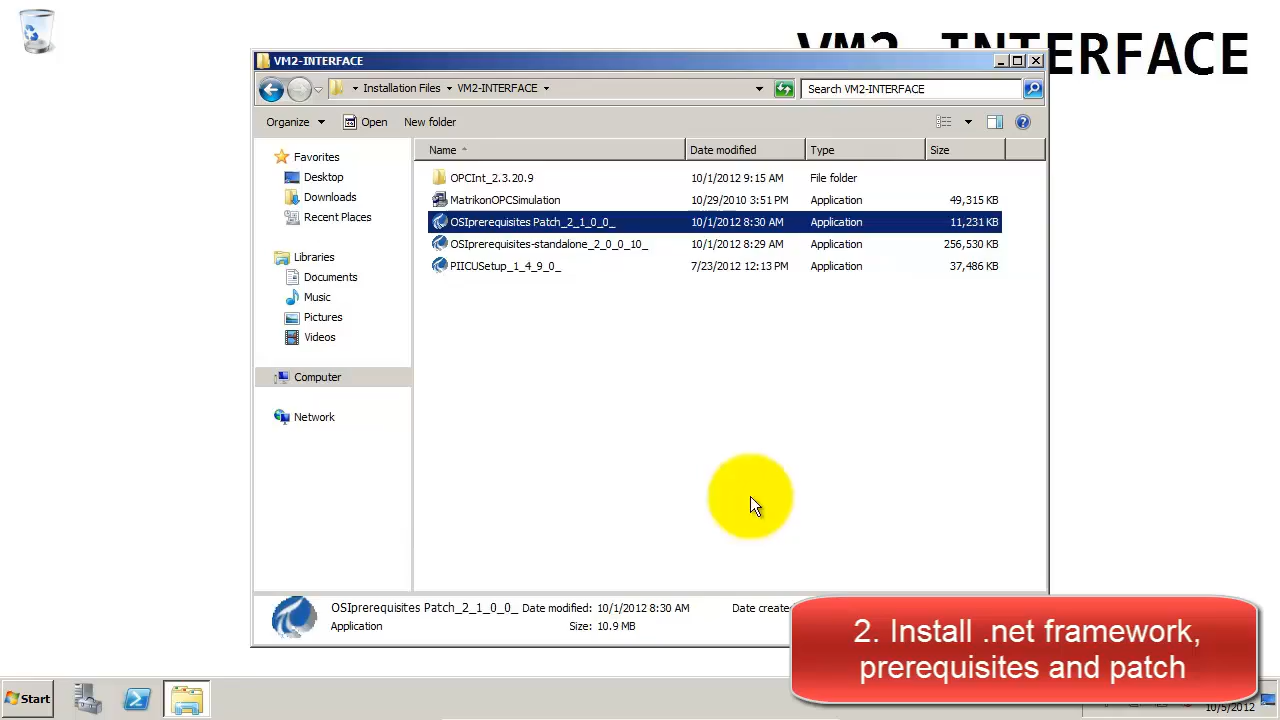 VM2-INTERFACE
VM2-INTERFACE
Installation Files VM2-INTERFACE
Search VM2-INTERFACE
Organize Open New folder
Name Date modified Type Size
Favorites
Desktop
Downloads
Recent Places
Libraries
Documents
Music
Pictures
Videos
Computer
Network
OPCInt_2.3.20.9 10/1/2012 9:15 AM File folder
MatrikonOPCSimulation 10/29/2010 3:51 PM Application 49,315 KB
OSIprerequisites Patch_2_1_0_0_ 10/1/2012 8:30 AM Application 11,231 KB
OSIprerequisites-standalone_2_0_0_10_ 10/1/2012 8:29 AM Application 256,530 KB
PIICUSetup_1_4_9_0_ 7/23/2012 12:13 PM Application 37,486 KB
OSIprerequisites Patch_2_1_0_0_ Date modified: 10/1/2012 8:30 AM Date create
Application Size: 10.9 MB
2. Install .net framework,
prerequisites and patch
Start
10/5/2012